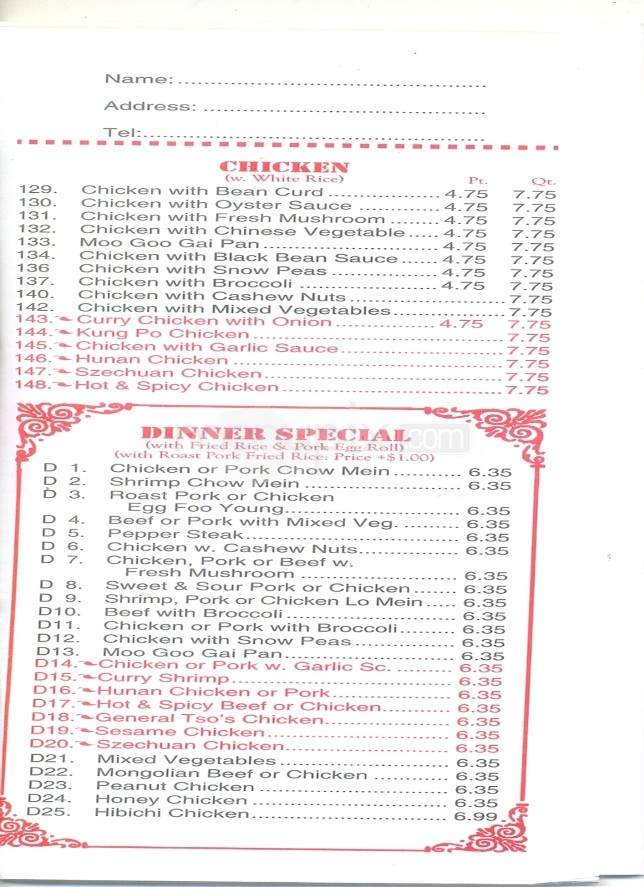 Name: ..............................................
Address: ..........................................
Tel:...................................................
CHICKEN
(w. White Rice) Pt. Qt.
129. Chicken with Bean Curd ................. 4.75 7.75
130. Chicken with Oyster Sauce ............ 4.75 7.75
131. Chicken with Fresh Mushroom ....... 4.75 7.75
132. Chicken with Chinese Vegetable .... 4.75 7.75
133. Moo Goo Gai Pan .......................... 4.75 7.75
134. Chicken with Black Bean Sauce ..... 4.75 7.75
136 Chicken with Snow Peas ............... 4.75 7.75
137. Chicken with Broccoli .................... 4.75 7.75
140. Chicken with Cashew Nuts ........................ 7.75
142. Chicken with Mixed Vegetables ................. 7.75
143. Curry Chicken with Onion ............... 4.75 7.75
144. Kung Po Chicken ...................................... 7.75
145. Chicken with Garlic Sauce ........................ 7.75
146. Hunan Chicken ......................................... 7.75
147. Szechuan Chicken .................................... 7.75
148. Hot & Spicy Chicken ................................. 7.75
DINNER SPECIAL
(with Fried Rice & Pork Egg Roll)
(with Roast Pork Fried Rice: Price +$1.00)
D 1. Chicken or Pork Chow Mein ........... 6.35
D 2. Shrimp Chow Mein ........................ 6.35
D 3. Roast Pork or Chicken
Egg Foo Young .......................... 6.35
D 4. Beef or Pork with Mixed Veg. ......... 6.35
D 5. Pepper Steak ................................ 6.35
D 6. Chicken w. Cashew Nuts ............... 6.35
D 7. Chicken, Pork or Beef w.
Fresh Mushroom ....................... 6.35
D 8. Sweet & Sour Pork or Chicken ...... 6.35
D 9. Shrimp, Pork or Chicken Lo Mein .... 6.35
D10. Beef with Broccoli ......................... 6.35
D11. Chicken or Pork with Broccoli ........ 6.35
D12. Chicken with Snow Peas ............... 6.35
D13. Moo Goo Gai Pan ......................... 6.35
D14. Chicken or Pork w. Garlic Sc. ......... 6.35
D15. Curry Shrimp ................................ 6.35
D16. Hunan Chicken or Pork ................. 6.35
D17. Hot & Spicy Beef or Chicken .......... 6.35
D18. General Tso's Chicken .................. 6.35
D19. Sesame Chicken .......................... 6.35
D20. Szechuan Chicken ....................... 6.35
D21. Mixed Vegetables ......................... 6.35
D22. Mongolian Beef or Chicken ........... 6.35
D23. Peanut Chicken ............................ 6.35
D24. Honey Chicken ............................. 6.35
D25. Hibichi Chicken ............................. 6.99